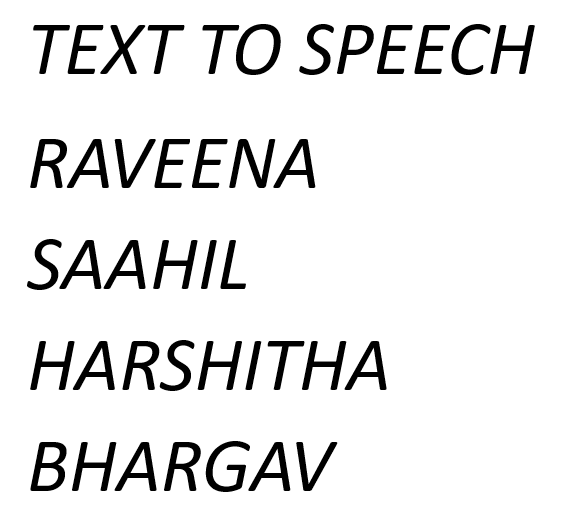 TEXT TO SPEECH
RAVEENA
SAAHIL
HARSHITHA
BHARGAV